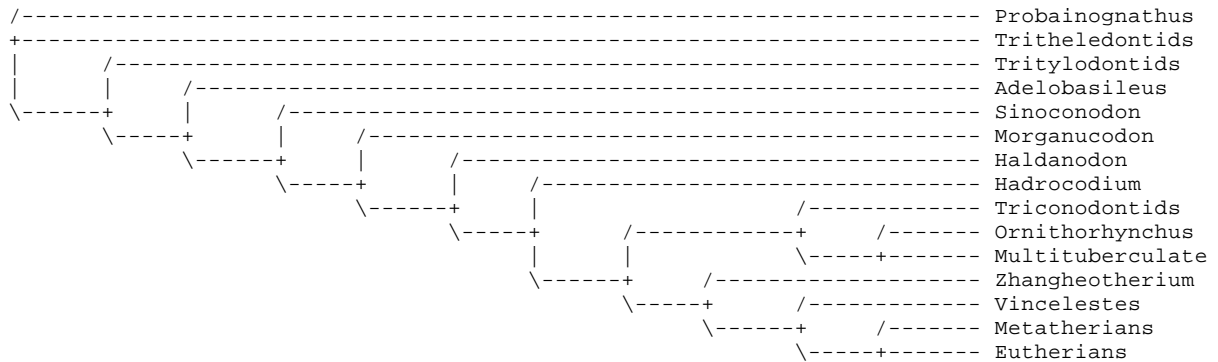 Probainognathus
Tritheledontids
Tritylodontids
Adelobasileus
Sinoconodon
Morganucodon
Haldanodon
Hadrocodium
Triconodontids
Ornithorhynchus
Multituberculate
Zhangheotherium
Vincelestes
Metatherians
Eutherians